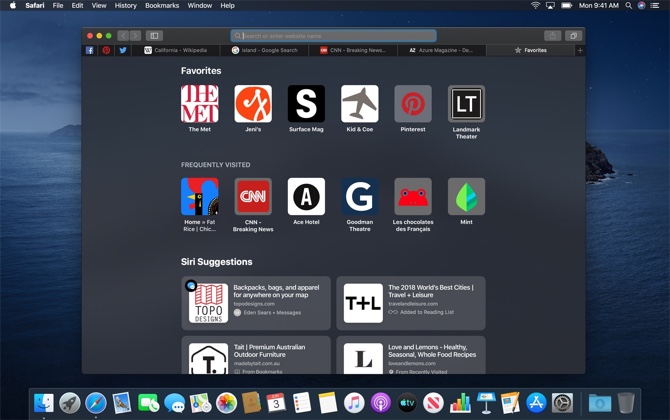 Safari File Edit View History Bookmarks Window Help
Mon 9:41 AM
Search or enter website name
California - Wikipedia
Island - Google Search
CNN - Breaking News...
Azure Magazine - De...
Favorites
Favorites
THE MET
S
LT
The Met
Jeni's
Surface Mag
Kid & Coe
Pinterest
Landmark
Theater
FREQUENTLY VISITED
CNN
A
G
Home » Fat
Rice | Chic...
CNN -
Breaking News
Ace Hotel
Goodman
Theatre
Les chocolates
des Français
Mint
Siri Suggestions
TOPO
DESIGNS
Backpacks, bags, and apparel
for anywhere on your map
topodesigns.com
Eden Sears • Messages
T+L
The 2018 World's Best Cities |
Travel + Leisure
travelandleisure.com
Added to Reading List
T.
Tait | Premium Australian
Outdoor Furniture
madebytait.com.au
From Bookmarks
L
Love and Lemons - Healthy,
Seasonal, Whole Food Recipes
loveandlemons.com
From Recently Visited
3
tv